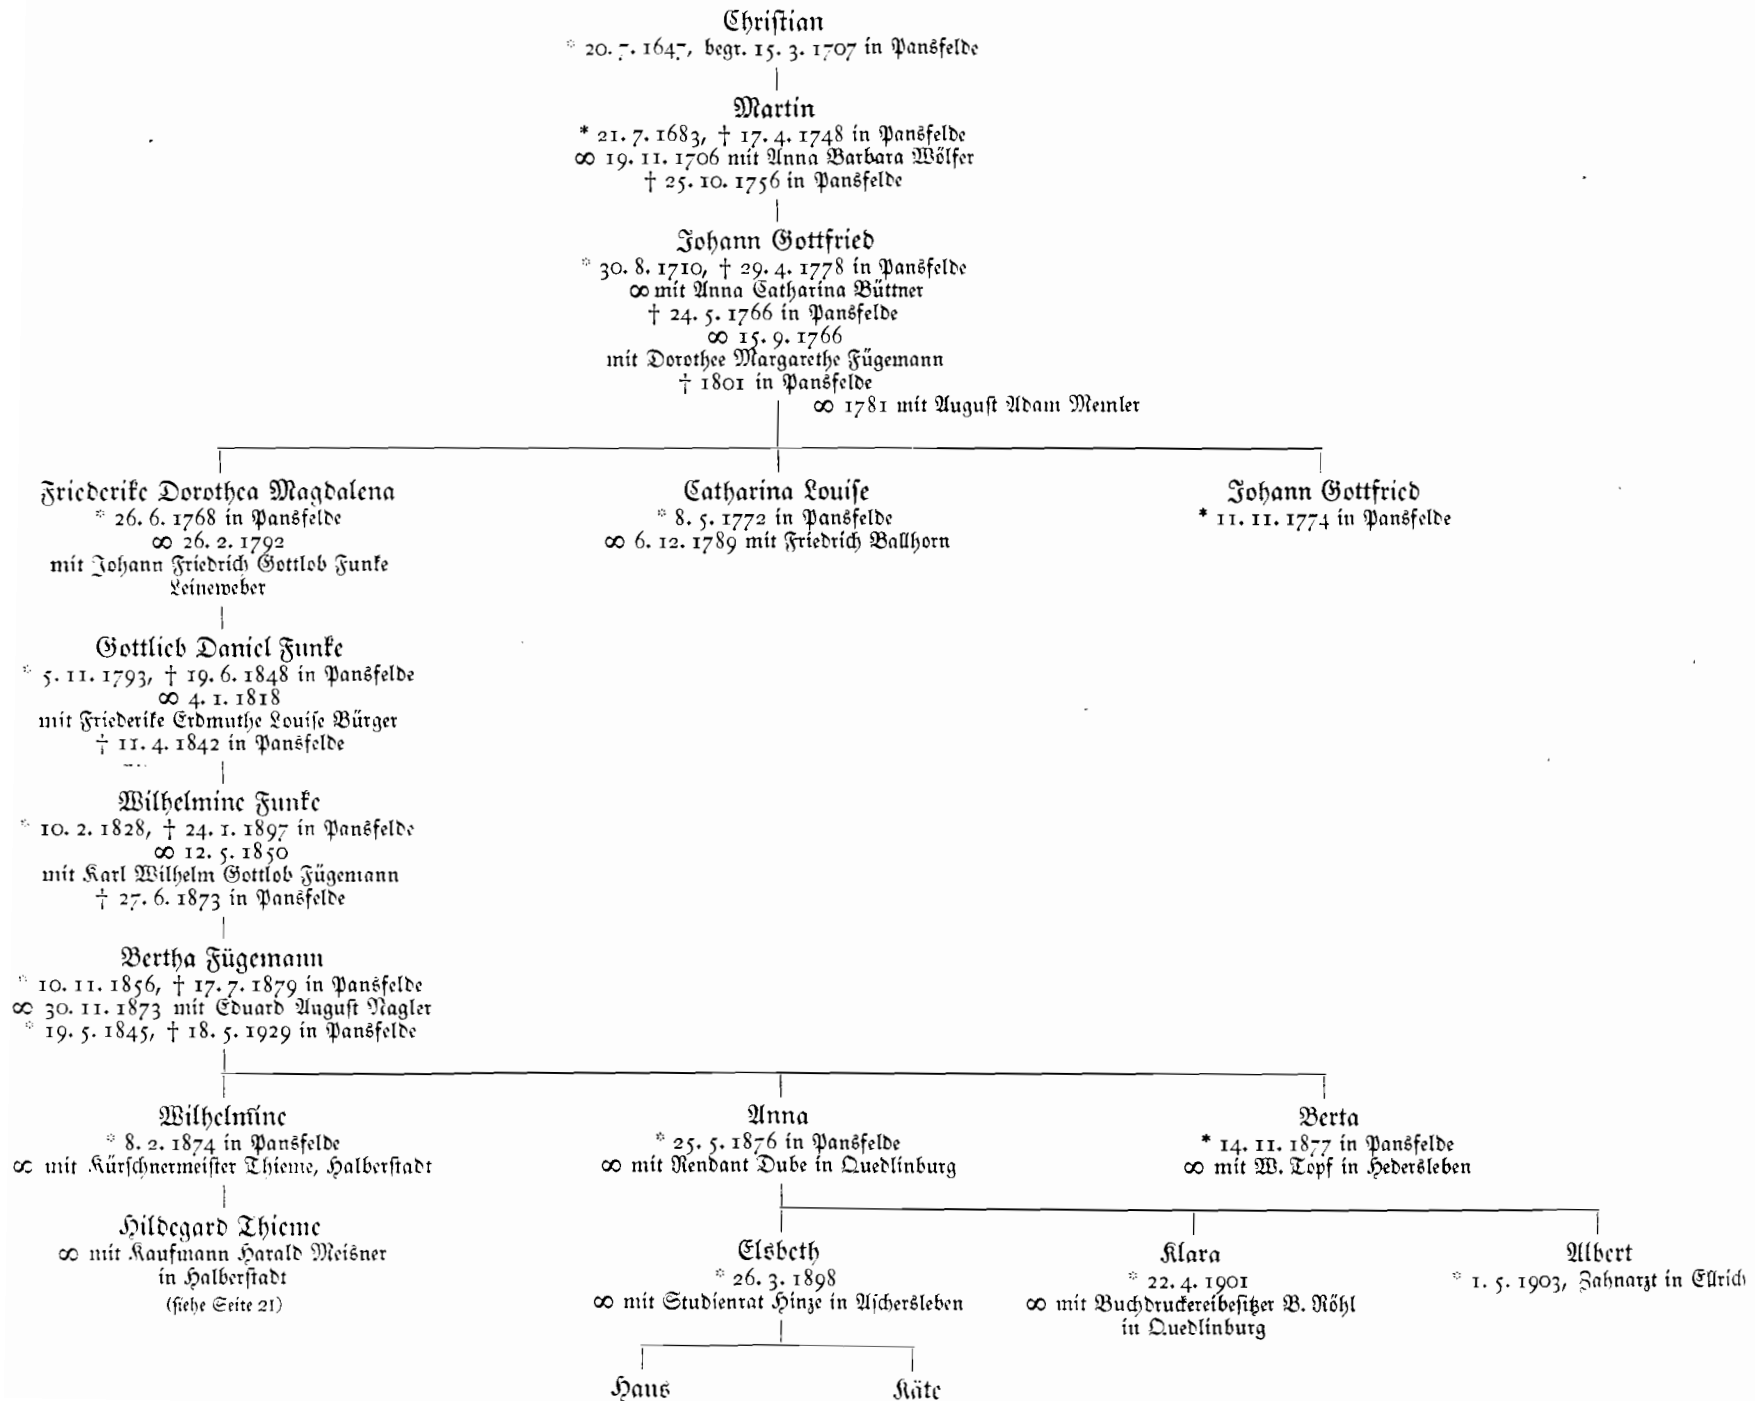 Christian
* 20. 7. 1647, begr. 15. 3. 1707 in Pansfelde
Martin
* 21. 7. 1683, † 17. 4. 1748 in Pansfelde
∞ 19. 11. 1706 mit Anna Barbara Wölfer
† 25. 10. 1756 in Pansfelde
Johann Gottfried
* 30. 8. 1710, † 29. 4. 1778 in Pansfelde
∞ mit Anna Catharina Büttner
† 24. 5. 1766 in Pansfelde
∞ 15. 9. 1766
mit Dorothee Margarethe Fügemann
† 1801 in Pansfelde
∞ 1781 mit August Adam Memler
Friederike Dorothea Magdalena
* 26. 6. 1768 in Pansfelde
∞ 26. 2. 1792
mit Johann Friedrich Gottlob Funke
Leineweber
Catharina Louise
* 8. 5. 1772 in Pansfelde
∞ 6. 12. 1789 mit Friedrich Ballhorn
Johann Gottfried
* 11. 11. 1774 in Pansfelde
Gottlieb Daniel Funke
* 5. 11. 1793, † 19. 6. 1848 in Pansfelde
∞ 4. 1. 1818
mit Friederike Erdmuthe Louise Bürger
† 11. 4. 1842 in Pansfelde
Wilhelmine Funke
* 10. 2. 1828, † 24. 1. 1897 in Pansfelde
∞ 12. 5. 1850
mit Karl Wilhelm Gottlob Fügemann
† 27. 6. 1873 in Pansfelde
Bertha Fügemann
* 10. 11. 1856, † 17. 7. 1879 in Pansfelde
∞ 30. 11. 1873 mit Eduard August Nagler
* 19. 5. 1845, † 18. 5. 1929 in Pansfelde
Wilhelmine
* 8. 2. 1874 in Pansfelde
∞ mit Kürschnermeister Thieme, Halberstadt
Anna
* 25. 5. 1876 in Pansfelde
∞ mit Rendant Dube in Quedlinburg
Berta
* 14. 11. 1877 in Pansfelde
∞ mit W. Topf in Hedersleben
Hildegard Thieme
∞ mit Kaufmann Harald Meisner
in Halberstadt
(siehe Seite 21)
Elsbeth
* 26. 3. 1898
∞ mit Studienrat Hinze in Aschersleben
Klara
* 22. 4. 1901
∞ mit Buchdruckereibesitzer B. Röhl
in Quedlinburg
Albert
* 1. 5. 1903, Zahnarzt in Ellrich
Hans
Käte